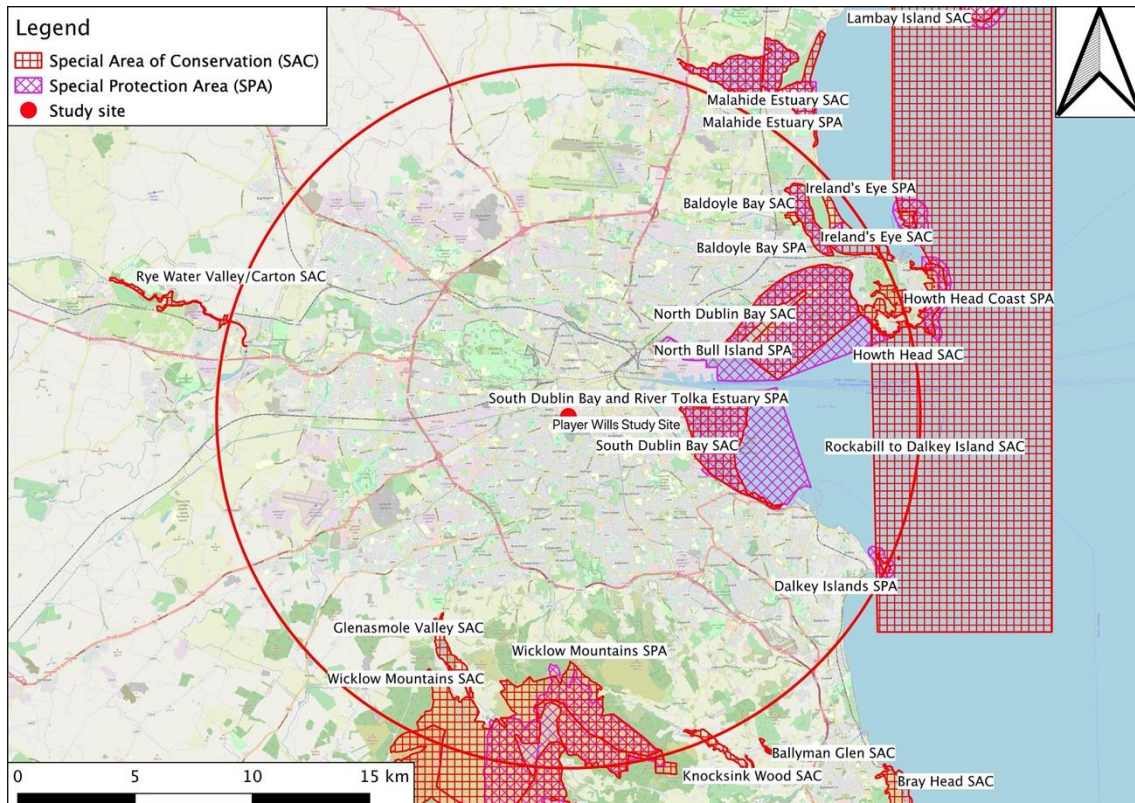 Legend
Special Area of Conservation (SAC)
Special Protection Area (SPA)
Study site
Lambay Island SAC
Malahide Estuary SAC
Malahide Estuary SPA
Ireland's Eye SPA
Baldoyle Bay SAC
Ireland's Eye SAC
Baldoyle Bay SPA
Rye Water Valley/Carton SAC
Howth Head Coast SPA
North Dublin Bay SAC
North Bull Island SPA
Howth Head SAC
South Dublin Bay and River Tolka Estuary SPA
Player Wills Study Site
South Dublin Bay SAC
Rockabill to Dalkey Island SAC
Dalkey Islands SPA
Glenasmole Valley SAC
Wicklow Mountains SPA
Wicklow Mountains SAC
Ballyman Glen SAC
Knocksink Wood SAC
Bray Head SAC
0 5 10 15 km